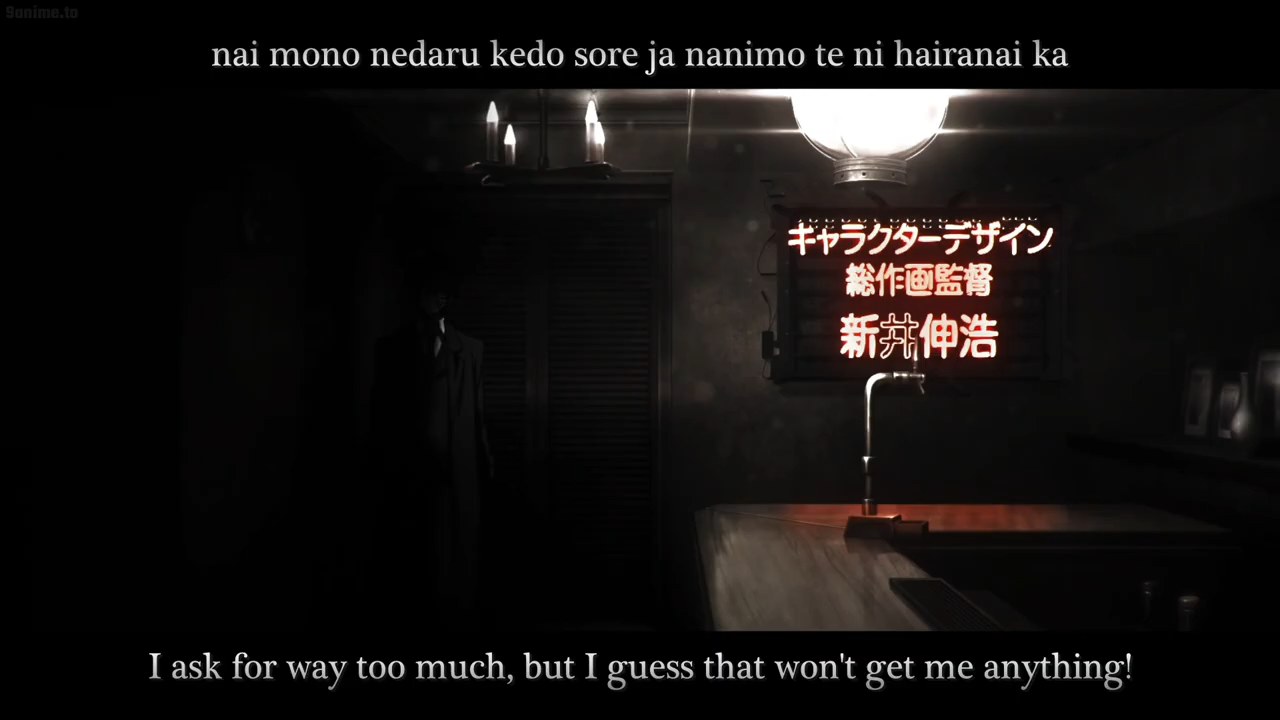 9anime.to
nai mono nedaru kedo sore ja nanimo te ni hairanai ka
キャラクターデザイン
総作画監督
新井伸浩
I ask for way too much, but I guess that won't get me anything!